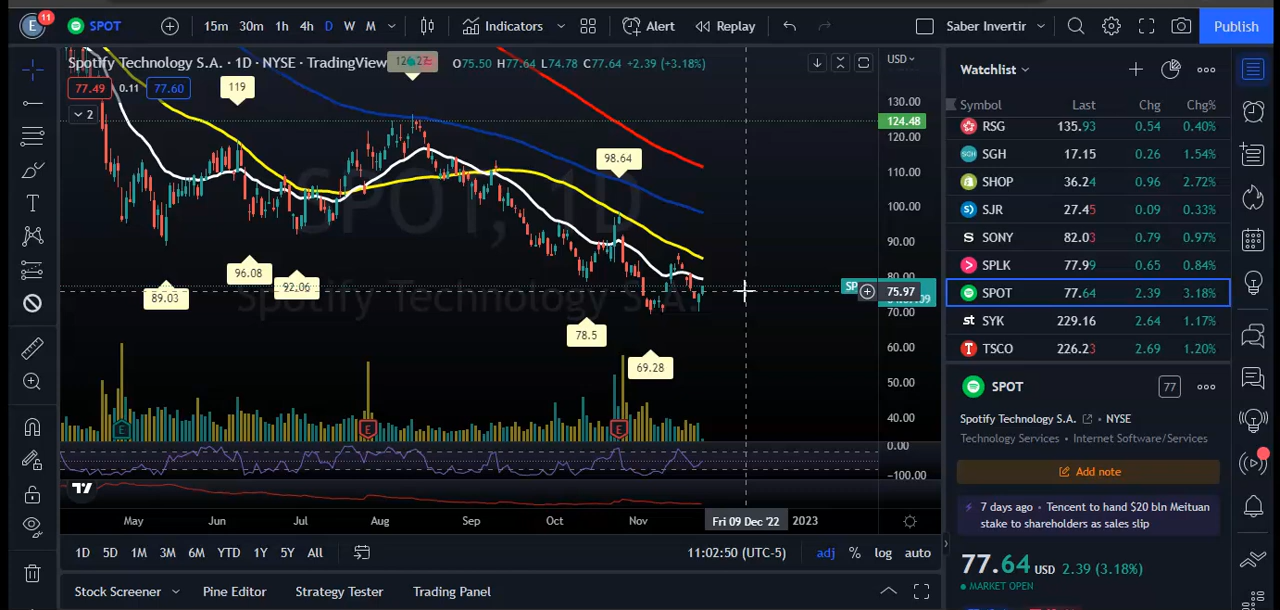 E 11 SPOT 15m 30m 1h 4h D W M Indicators Alert Replay Saber Invertir Publish
Spotify Technology S.A. · 1D · NYSE · TradingView O75.50 H77.64 L74.78 C77.64 +2.39 (+3.18%)
USD
77.49 0.11 77.60
2
119
98.64
89.03
96.08
92.06
78.5
69.28
SPOT, 1D
Spotify Technology S.A.
130.00
124.48
120.00
110.00
100.00
90.00
80.00
75.97
70.00
60.00
50.00
40.00
0.00
−100.00
E E E
May Jun Jul Aug Sep Oct Nov Fri 09 Dec '22 2023
1D 5D 1M 3M 6M YTD 1Y 5Y All 11:02:50 (UTC-5) adj % log auto
Stock Screener Pine Editor Strategy Tester Trading Panel
Watchlist
Symbol Last Chg Chg%
RSG 135.93 0.54 0.40%
SGH 17.15 0.26 1.54%
SHOP 36.24 0.96 2.72%
SJR 27.45 0.09 0.33%
SONY 82.03 0.79 0.97%
SPLK 77.99 0.65 0.84%
SPOT 77.64 2.39 3.18%
SYK 229.16 2.64 1.17%
TSCO 226.23 2.69 1.20%
SPOT 77
Spotify Technology S.A. · NYSE
Technology Services · Internet Software/Services
Add note
7 days ago · Tencent to hand $20 bln Meituan
stake to shareholders as sales slip
77.64 USD 2.39 (3.18%)
MARKET OPEN